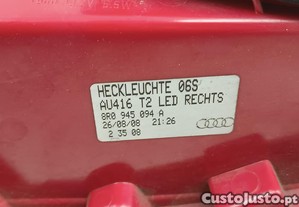 HECKLEUCHTE 06S
AU416 T2 LED RECHTS
8R0 945 094 A
26/08/08 21:26
2 35 08
CustoJusto.pt